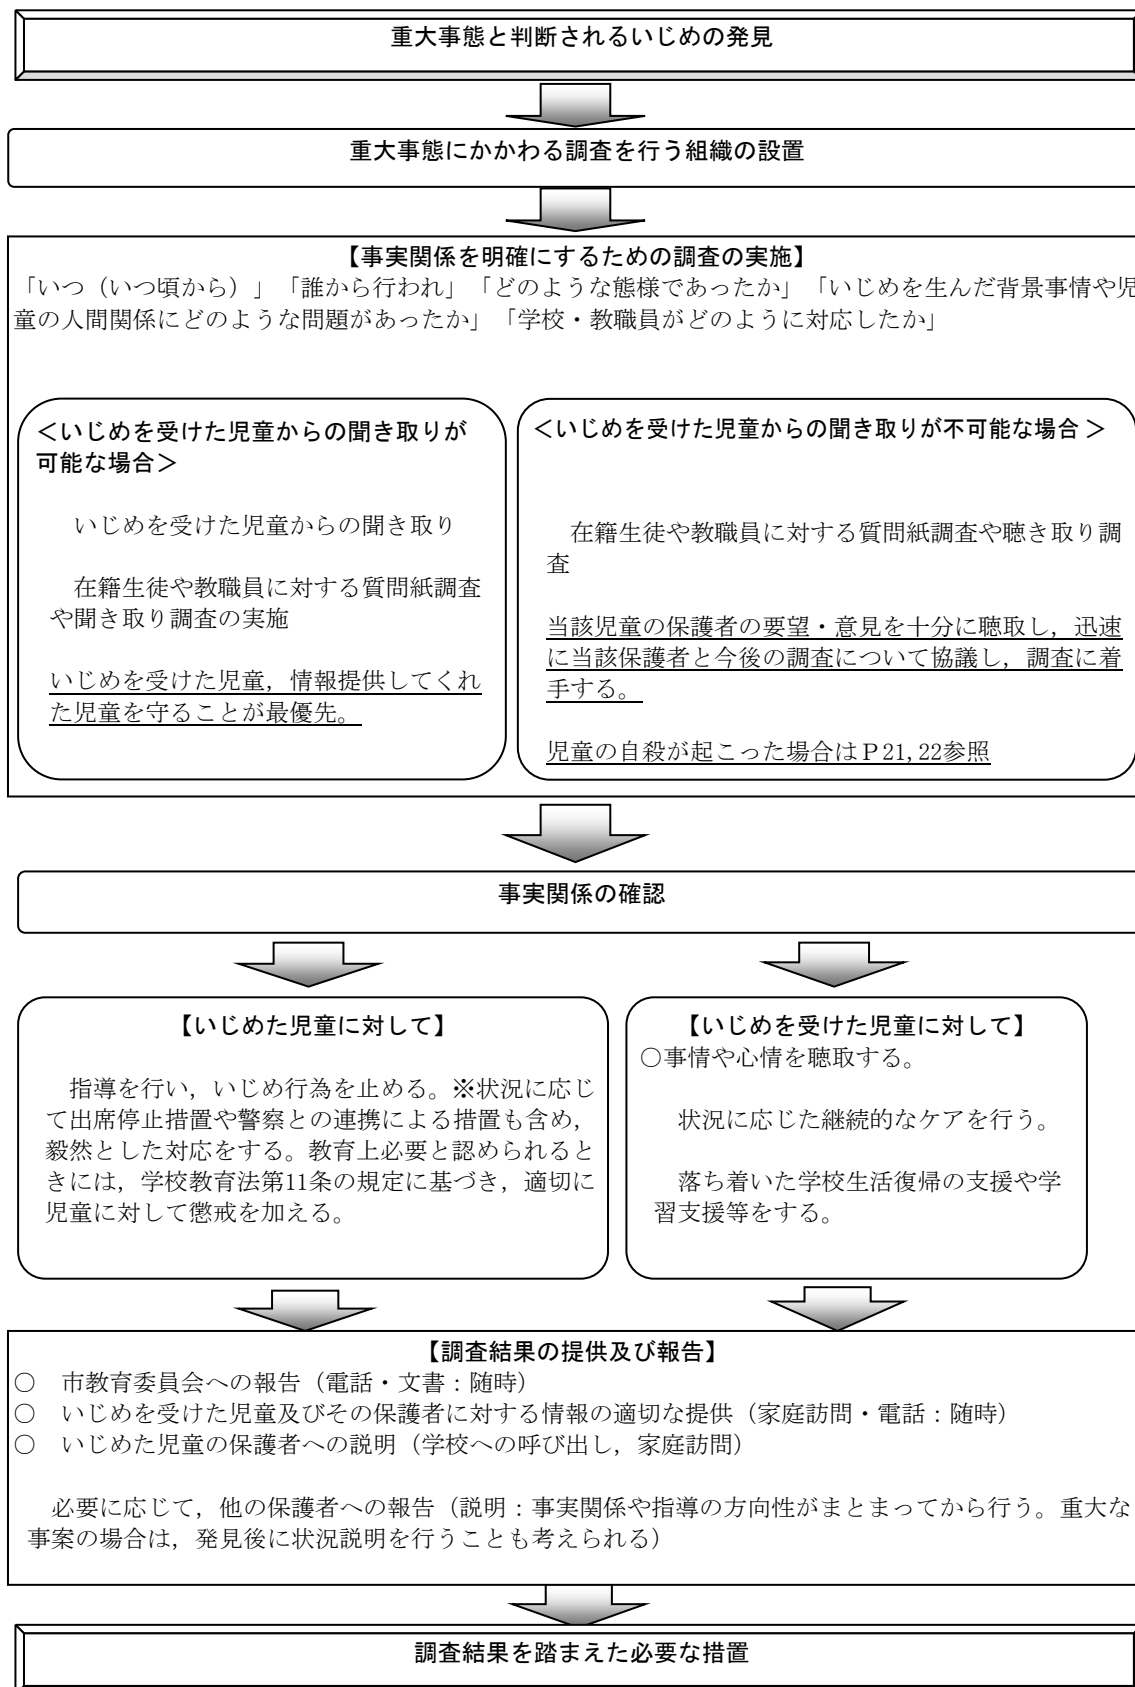 重大事態と判断されるいじめの発見
重大事態にかかわる調査を行う組織の設置
【事実関係を明確にするための調査の実施】
「いつ（いつ頃から）」「誰から行われ」「どのような態様であったか」「いじめを生んだ背景事情や児
童の人間関係にどのような問題があったか」「学校・教職員がどのように対応したか」
＜いじめを受けた児童からの聞き取りが
可能な場合＞
いじめを受けた児童からの聞き取り
在籍生徒や教職員に対する質問紙調査
や聞き取り調査の実施
いじめを受けた児童，情報提供してくれ
た児童を守ることが最優先。
＜いじめを受けた児童からの聞き取りが不可能な場合＞
在籍生徒や教職員に対する質問紙調査や聴き取り調
査
当該児童の保護者の要望・意見を十分に聴取し，迅速
に当該保護者と今後の調査について協議し，調査に着
手する。
児童の自殺が起こった場合はＰ21,22参照
事実関係の確認
【いじめた児童に対して】
指導を行い，いじめ行為を止める。※状況に応じ
て出席停止措置や警察との連携による措置も含め，
毅然とした対応をする。教育上必要と認められると
きには，学校教育法第11条の規定に基づき，適切に
児童に対して懲戒を加える。
【いじめを受けた児童に対して】
○事情や心情を聴取する。
状況に応じた継続的なケアを行う。
落ち着いた学校生活復帰の支援や学
習支援等をする。
【調査結果の提供及び報告】
○　市教育委員会への報告（電話・文書：随時）
○　いじめを受けた児童及びその保護者に対する情報の適切な提供（家庭訪問・電話：随時）
○　いじめた児童の保護者への説明（学校への呼び出し，家庭訪問）
必要に応じて，他の保護者への報告（説明：事実関係や指導の方向性がまとまってから行う。重大な
事案の場合は，発見後に状況説明を行うことも考えられる）
調査結果を踏まえた必要な措置